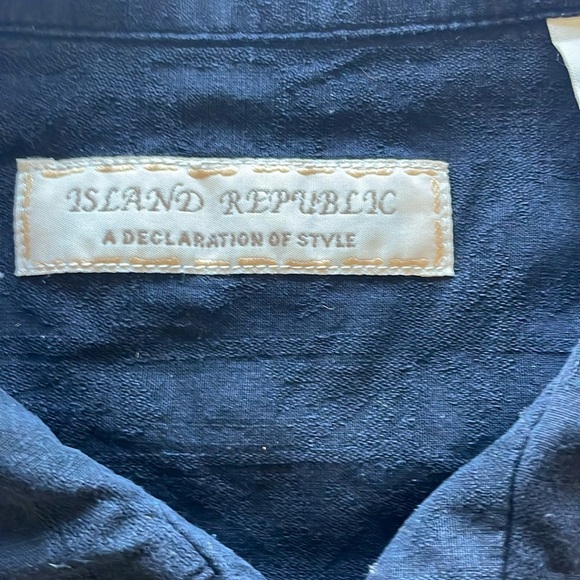 ISLAND REPUBLIC
A DECLARATION OF STYLE